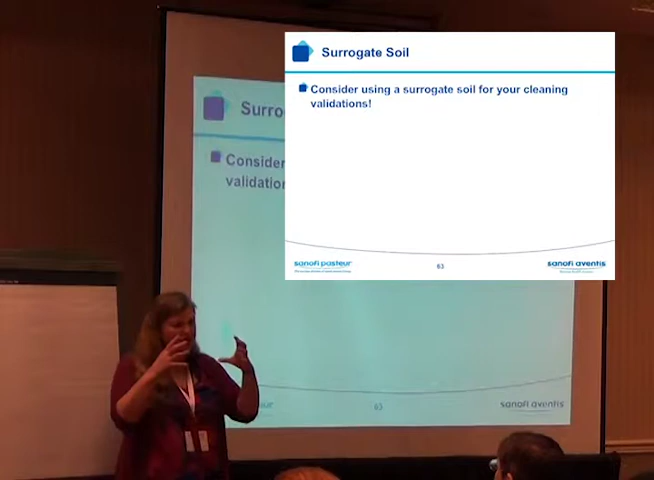 Surrogate Soil
Consider using a surrogate soil for your cleaning
validations!
sanofi pasteur
63
sanofi aventis
Surro
Consider
validation
eur
63
sanofi aventis